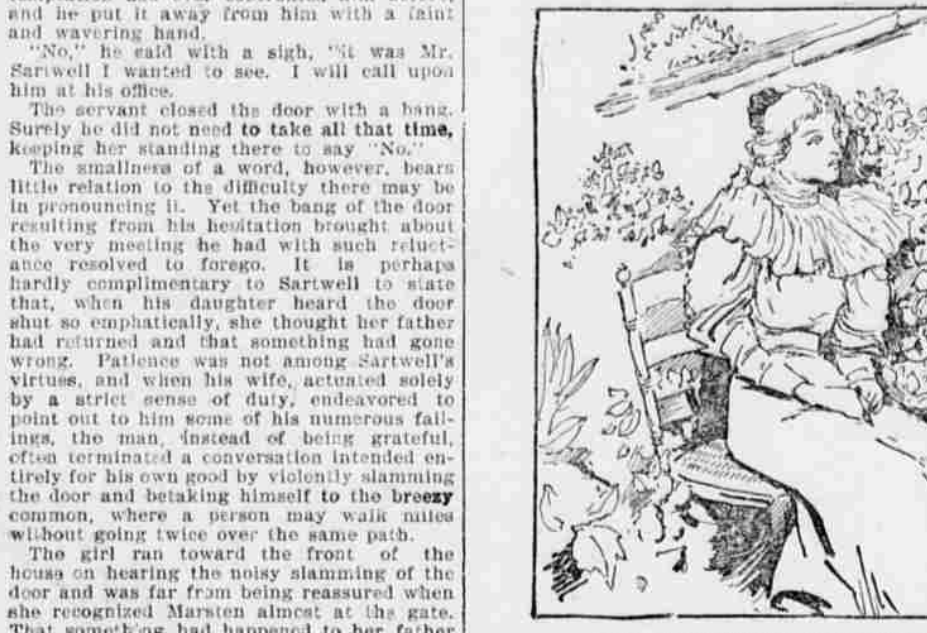 and he put it away from him with a faint
and wavering hand.
"No," he said with a sigh, "it was Mr.
Sartwell I wanted to see. I will call upon
him at his office.
The servant closed the door with a bang.
Surely he did not need to take all that time,
keeping her standing there to say "No."
The smallness of a word, however, bears
little relation to the difficulty there may be
in pronouncing it. Yet the bang of the door
resulting from his hesitation brought about
the very meeting he had with such reluct-
ance resolved to forego. It is perhaps
hardly complimentary to Sartwell to state
that, when his daughter heard the door
shut so emphatically, she thought her father
had returned and that something had gone
wrong. Patience was not among Sartwell's
virtues, and when his wife, actuated solely
by a strict sense of duty, endeavored to
point out to him some of his numerous fail-
ings, the man, instead of being grateful,
often terminated a conversation intended en-
tirely for his own good by violently slamming
the door and betaking himself to the breezy
common, where a person may walk miles
without going twice over the same path.
The girl ran toward the front of the
house on hearing the noisy slamming of the
door and was far from being reassured when
she recognized Marsten almost at the gate.
That something had happened to her father